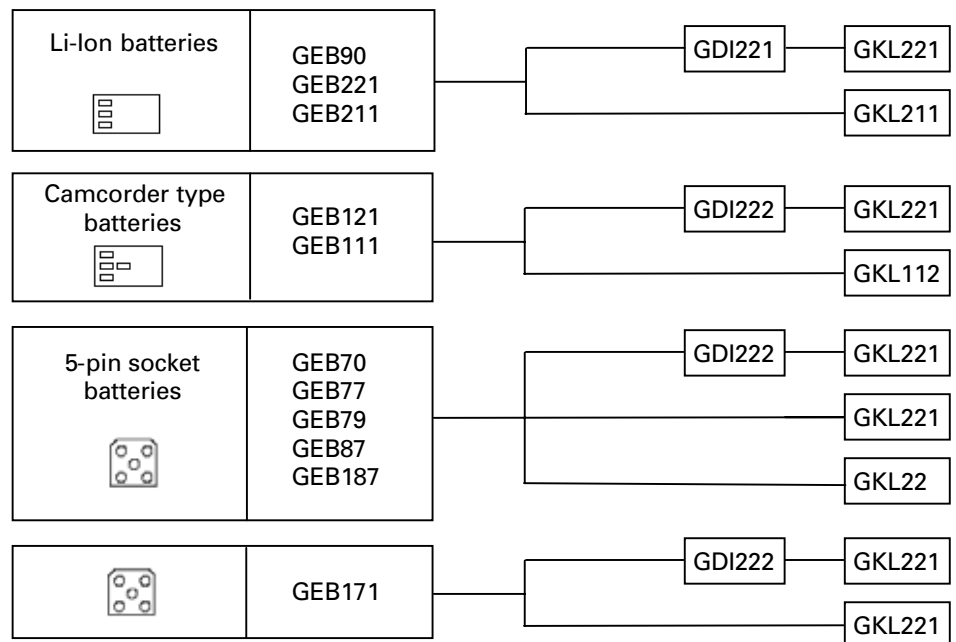 Li-Ion batteries
GEB90
GEB221
GEB211
GDI221
GKL221
GKL211
Camcorder type
batteries
GEB121
GEB111
GDI222
GKL221
GKL112
5-pin socket
batteries
GEB70
GEB77
GEB79
GEB87
GEB187
GDI222
GKL221
GKL221
GKL22
GEB171
GDI222
GKL221
GKL221